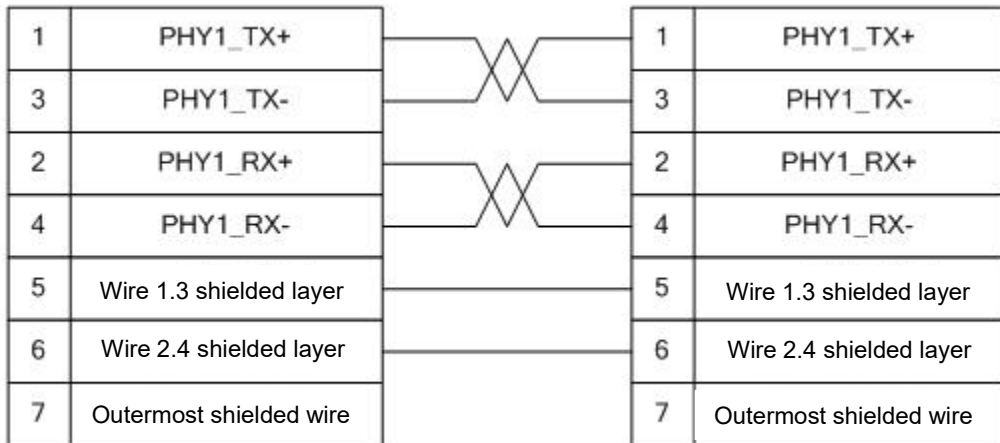 1 PHY1_TX+ 1 PHY1_TX+
3 PHY1_TX- 3 PHY1_TX-
2 PHY1_RX+ 2 PHY1_RX+
4 PHY1_RX- 4 PHY1_RX-
5 Wire 1.3 shielded layer 5 Wire 1.3 shielded layer
6 Wire 2.4 shielded layer 6 Wire 2.4 shielded layer
7 Outermost shielded wire 7 Outermost shielded wire